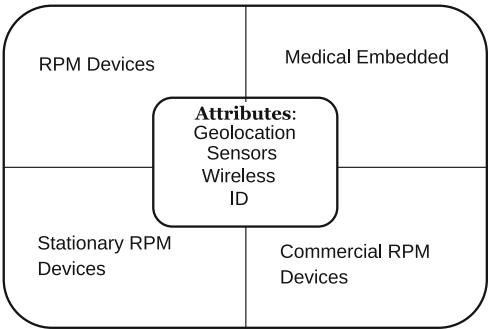 RPM Devices
Medical Embedded
Attributes:
Geolocation
Sensors
Wireless
ID
Stationary RPM
Devices
Commercial RPM
Devices